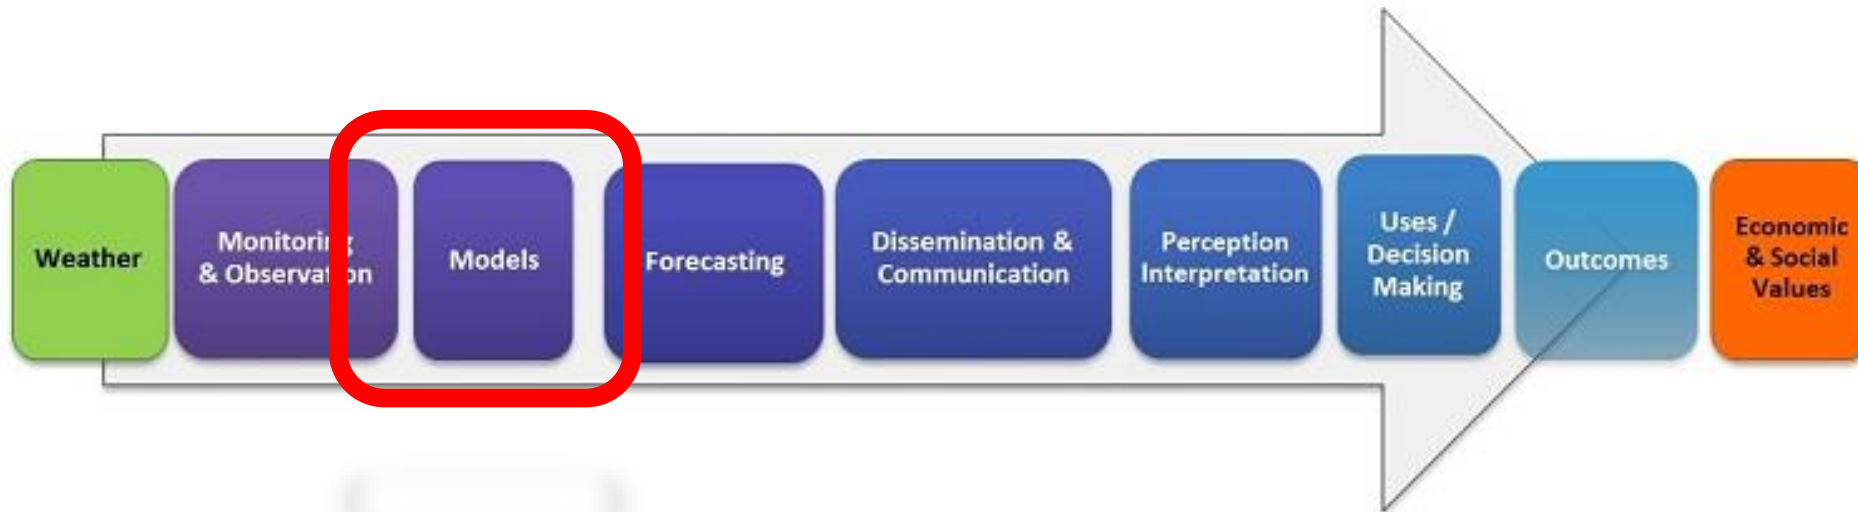 Weather
Monitoring
& Observation
Models
Forecasting
Dissemination &
Communication
Perception
Interpretation
Uses /
Decision
Making
Outcomes
Economic
& Social
Values